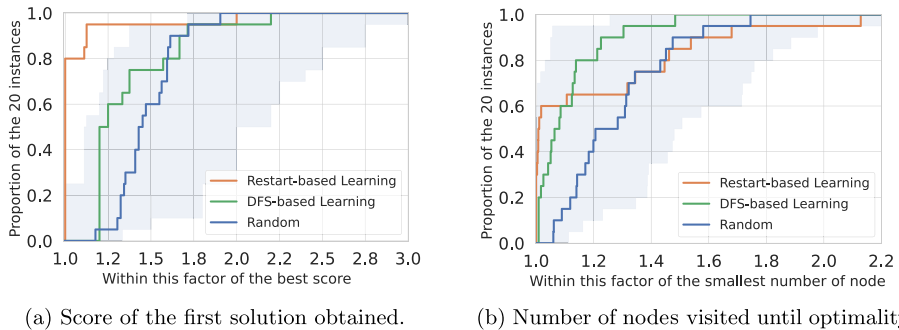 1.0
0.8
0.6
0.4
0.2
0.0
Proportion of the 20 instances
Restart-based Learning
DFS-based Learning
Random
1.0 1.2 1.5 1.8 2.0 2.2 2.5 2.8 3.0
Within this factor of the best score
(a) Score of the first solution obtained.
1.0
0.8
0.6
0.4
0.2
0.0
Proportion of the 20 instances
Restart-based Learning
DFS-based Learning
Random
1.0 1.2 1.4 1.6 1.8 2.0 2.2
Within this factor of the smallest number of node
(b) Number of nodes visited until optimalit